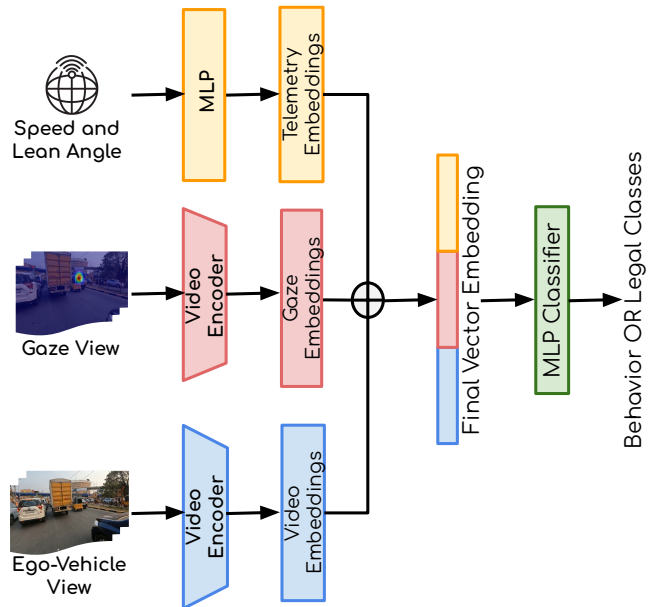 Speed and
Lean Angle
MLP
Telemetry
Embeddings
Gaze View
Video
Encoder
Gaze
Embeddings
Ego-Vehicle
View
Video
Encoder
Video
Embeddings
Final Vector Embedding
MLP Classifier
Behavior OR Legal Classes